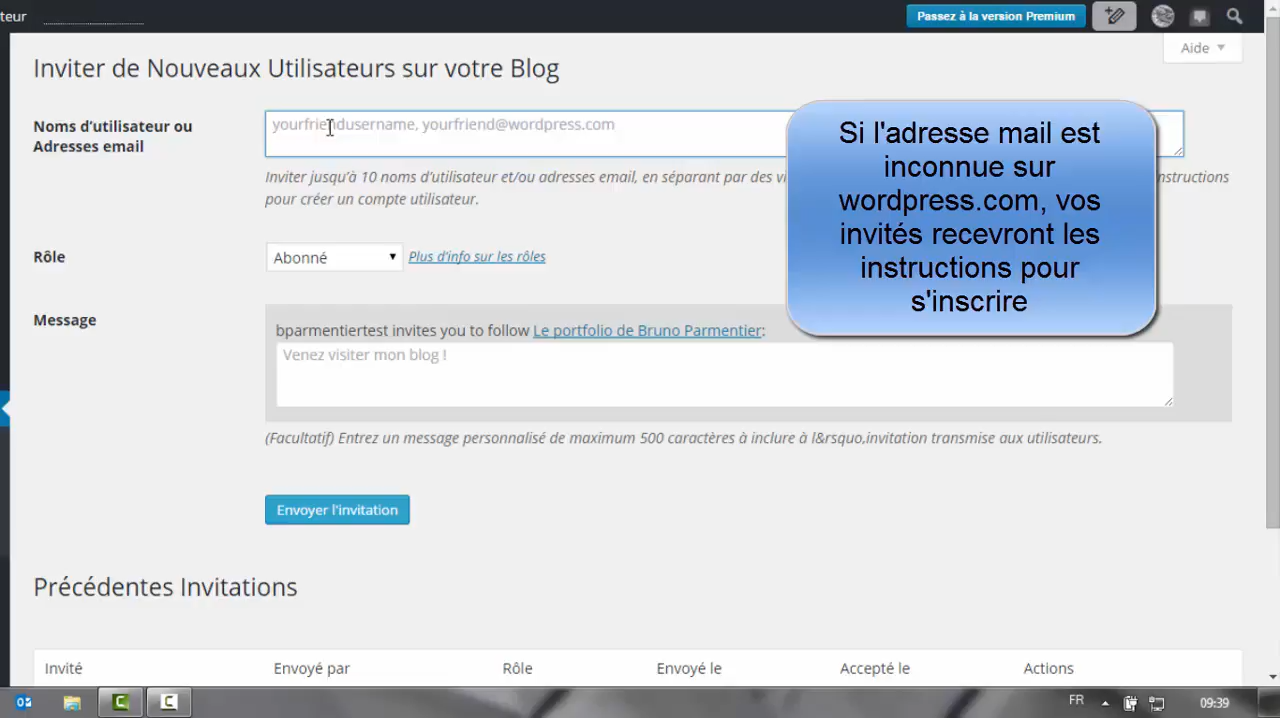 teur
Passez à la version Premium
Aide
Inviter de Nouveaux Utilisateurs sur votre Blog
Noms d'utilisateur ou
Adresses email
yourfriendusername, yourfriend@wordpress.com
Inviter jusqu'à 10 noms d'utilisateur et/ou adresses email, en séparant par des
instructions
pour créer un compte utilisateur.
Si l'adresse mail est
inconnue sur
wordpress.com, vos
invités recevront les
instructions pour
s'inscrire
Rôle
Abonné
Plus d'info sur les rôles
Message
bparmentiertest invites you to follow Le portfolio de Bruno Parmentier:
Venez visiter mon blog !
(Facultatif) Entrez un message personnalisé de maximum 500 caractères à inclure à l&rsquo,invitation transmise aux utilisateurs.
Envoyer l'invitation
Précédentes Invitations
Invité Envoyé par Rôle Envoyé le Accepté le Actions
FR
09:39